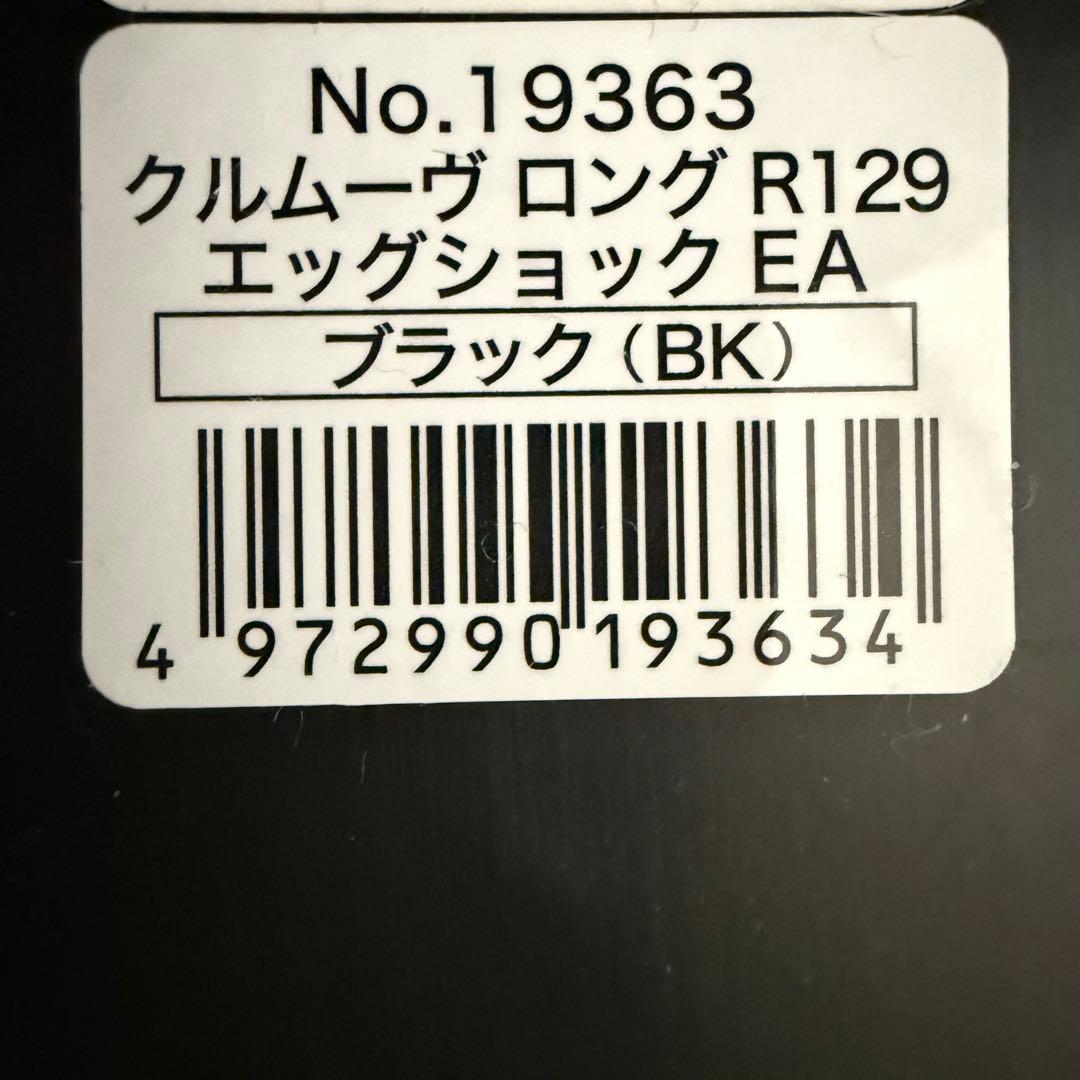 No.19363
クルムーヴ ロング R129
エッグショック EA
ブラック(BK)
4 972990 193634